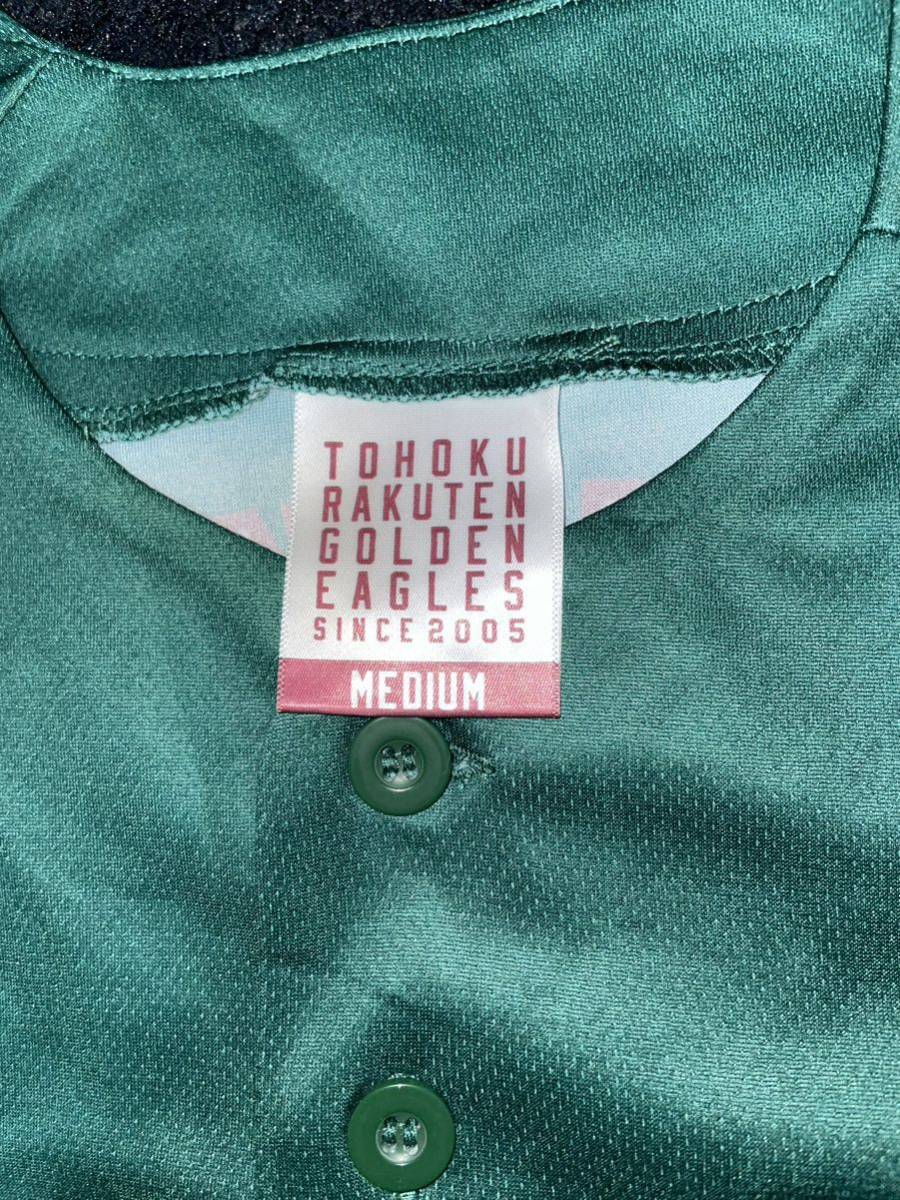 TOHOKU
RAKUTEN
GOLDEN
EAGLES
SINCE 2005
MEDIUM